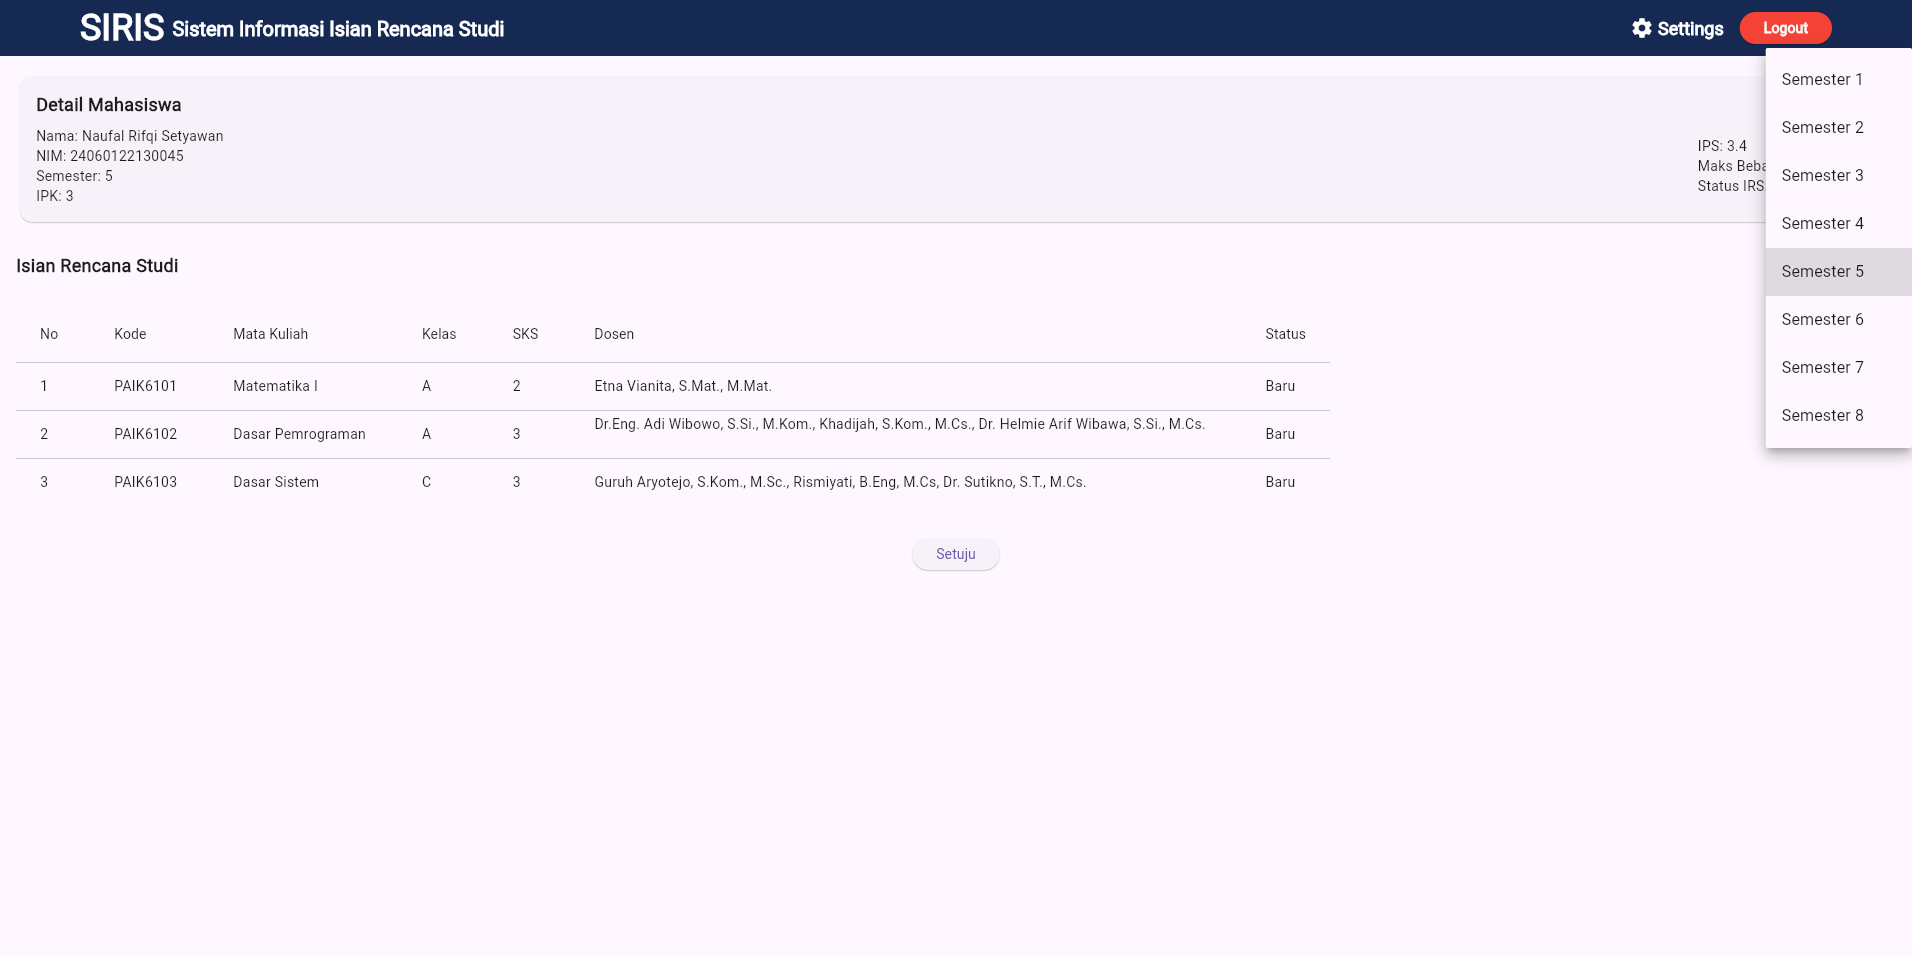 SIRIS Sistem Informasi Isian Rencana Studi
Settings
Logout
Detail Mahasiswa
Nama: Naufal Rifqi Setyawan
NIM: 24060122130045
Semester: 5
IPK: 3
IPS: 3.4
Maks Beba
Status IRS:
Semester 1
Semester 2
Semester 3
Semester 4
Semester 5
Semester 6
Semester 7
Semester 8
Isian Rencana Studi
No Kode Mata Kuliah Kelas SKS Dosen Status
1 PAIK6101 Matematika I A 2 Etna Vianita, S.Mat., M.Mat. Baru
2 PAIK6102 Dasar Pemrograman A 3 Dr.Eng. Adi Wibowo, S.Si., M.Kom., Khadijah, S.Kom., M.Cs., Dr. Helmie Arif Wibawa, S.Si., M.Cs. Baru
3 PAIK6103 Dasar Sistem C 3 Guruh Aryotejo, S.Kom., M.Sc., Rismiyati, B.Eng, M.Cs, Dr. Sutikno, S.T., M.Cs. Baru
Setuju